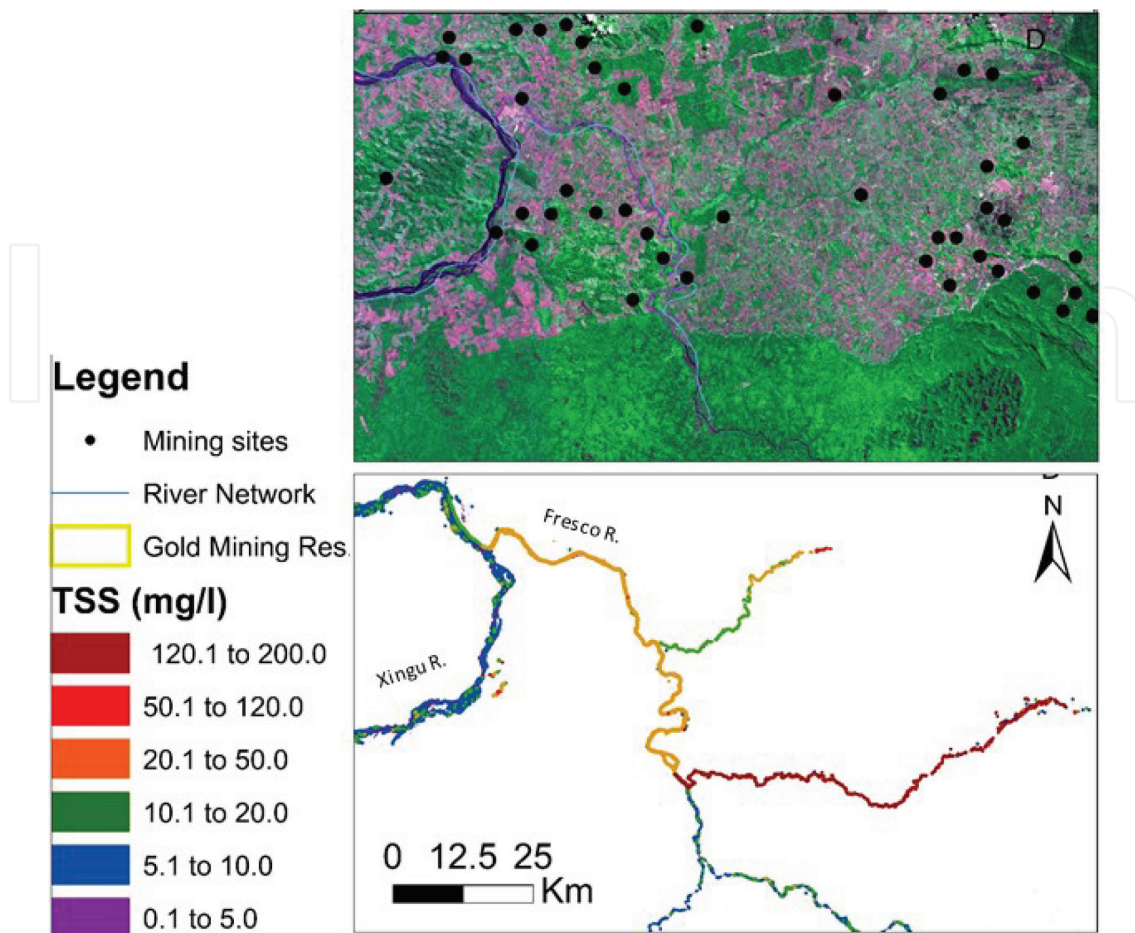 D
Legend
Mining sites
River Network
Gold Mining Res.
TSS (mg/l)
120.1 to 200.0
50.1 to 120.0
20.1 to 50.0
10.1 to 20.0
5.1 to 10.0
0.1 to 5.0
N
Fresco R.
Xingu R.
0 12.5 25
Km